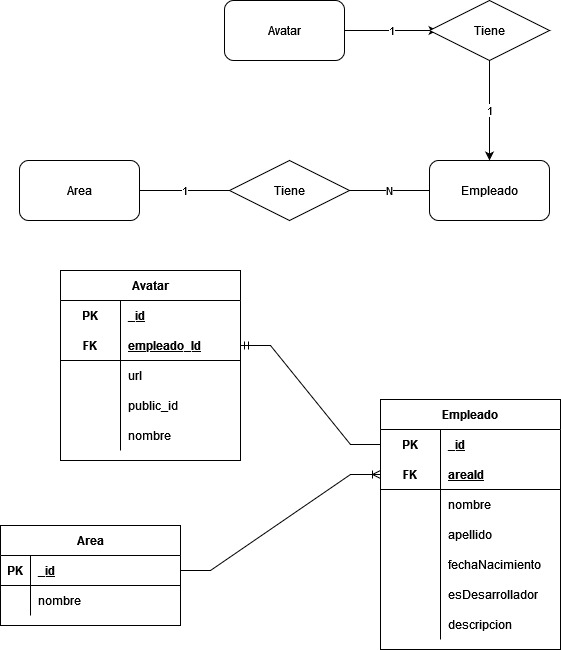 Avatar
1
Tiene
1
Area
1
Tiene
N
Empleado
Avatar
PK _id
FK empleado_Id
url
public_id
nombre
Empleado
PK _id
FK areaId
nombre
apellido
fechaNacimiento
esDesarrollador
descripcion
Area
PK _id
nombre